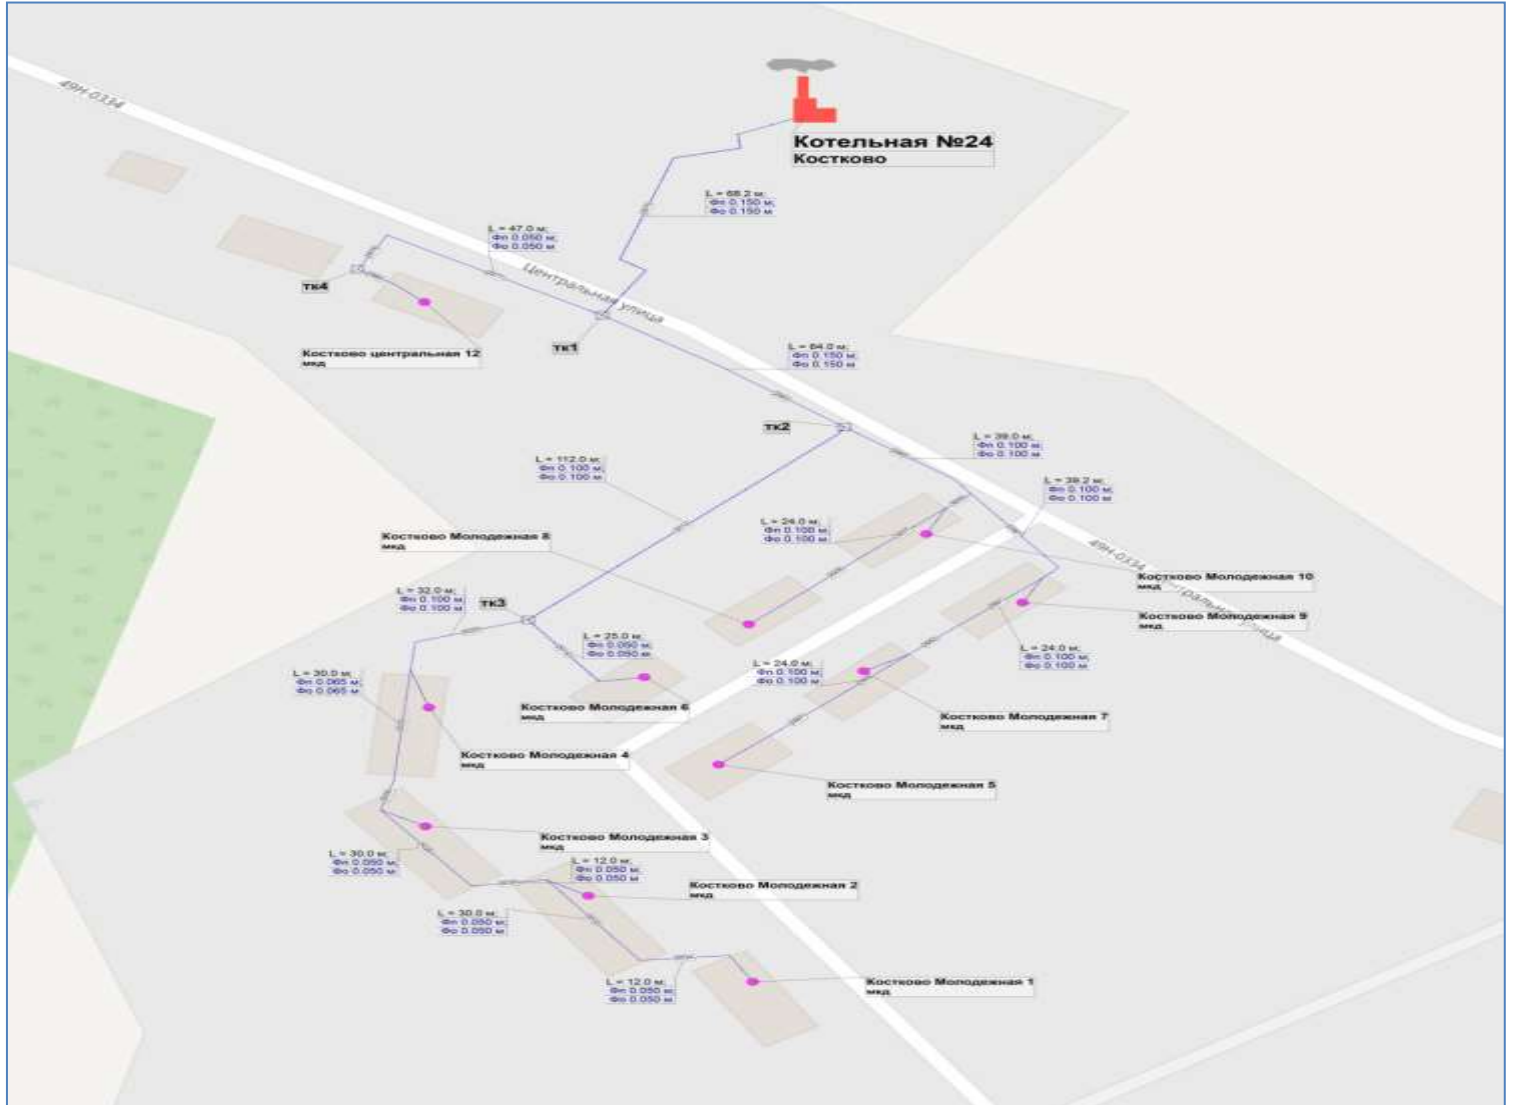 49Н-0334
Котельная №24
Костково
L = 68.2 м;
Фп 0.150 м;
Фо 0.150 м
L = 47.0 м;
Фп 0.050 м;
Фо 0.050 м
Центральная улица
тк4
тк1
Костково центральная 12
мкд
L = 64.0 м;
Фп 0.150 м;
Фо 0.150 м
тк2
L = 39.0 м;
Фп 0.100 м;
Фо 0.100 м
L = 112.0 м;
Фп 0.100 м;
Фо 0.100 м
L = 39.2 м;
Фп 0.100 м;
Фо 0.100 м
L = 24.0 м;
Фп 0.100 м;
Фо 0.100 м
Костково Молодежная 8
мкд
49Н-0334
Центральная улица
Костково Молодежная 10
мкд
L = 32.0 м;
Фп 0.100 м;
Фо 0.100 м
тк3
Костково Молодежная 9
мкд
L = 25.0 м;
Фп 0.050 м;
Фо 0.050 м
L = 24.0 м;
Фп 0.100 м;
Фо 0.100 м
L = 24.0 м;
Фп 0.100 м;
Фо 0.100 м
L = 30.0 м;
Фп 0.065 м;
Фо 0.065 м
Костково Молодежная 6
мкд
Костково Молодежная 7
мкд
Костково Молодежная 4
мкд
Костково Молодежная 5
мкд
Костково Молодежная 3
мкд
L = 30.0 м;
Фп 0.050 м;
Фо 0.050 м
L = 12.0 м;
Фп 0.050 м;
Фо 0.050 м
Костково Молодежная 2
мкд
L = 30.0 м;
Фп 0.050 м;
Фо 0.050 м
L = 12.0 м;
Фп 0.050 м;
Фо 0.050 м
Костково Молодежная 1
мкд